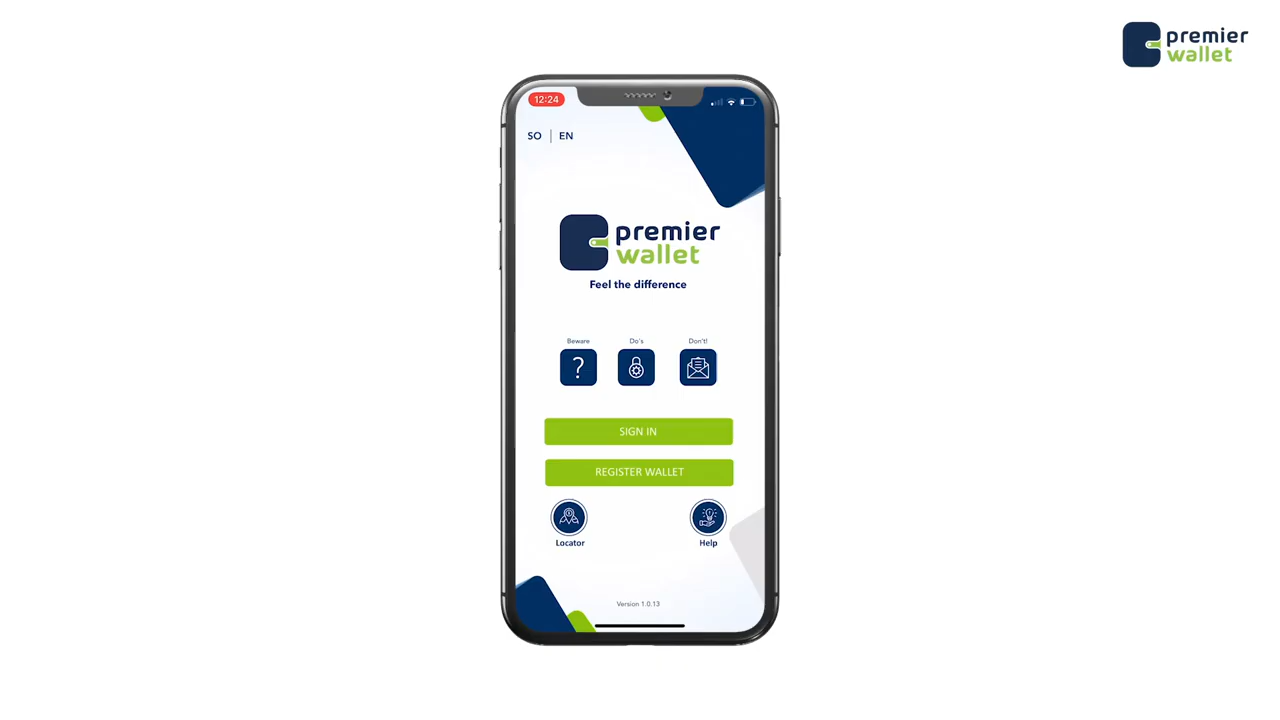 premier
wallet
12:24
SO | EN
premier
wallet
Feel the difference
Beware
Do's
Don't!
?
SIGN IN
REGISTER WALLET
Locator
Help
Version 1.0.13